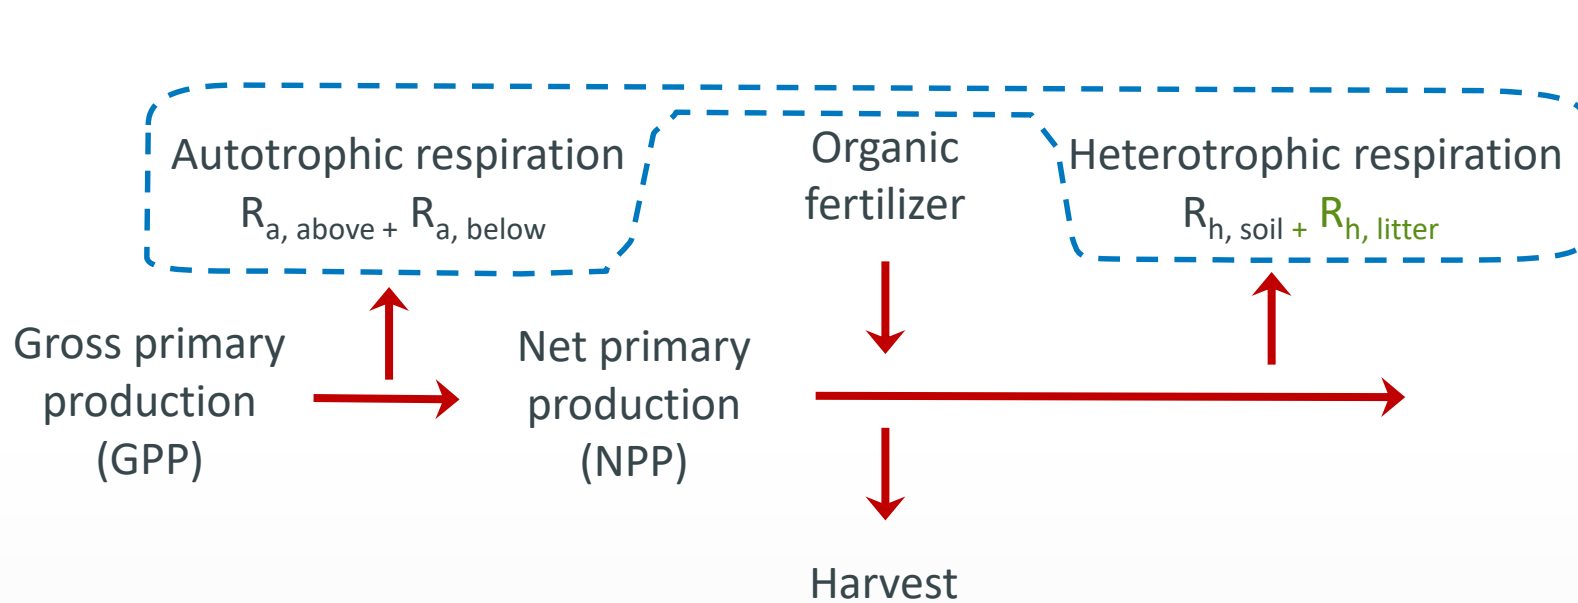 Autotrophic respiration
Ra, above + Ra, below
Organic
fertilizer
Heterotrophic respiration
Rh, soil + Rh, litter
Gross primary
production
(GPP)
Net primary
production
(NPP)
Harvest